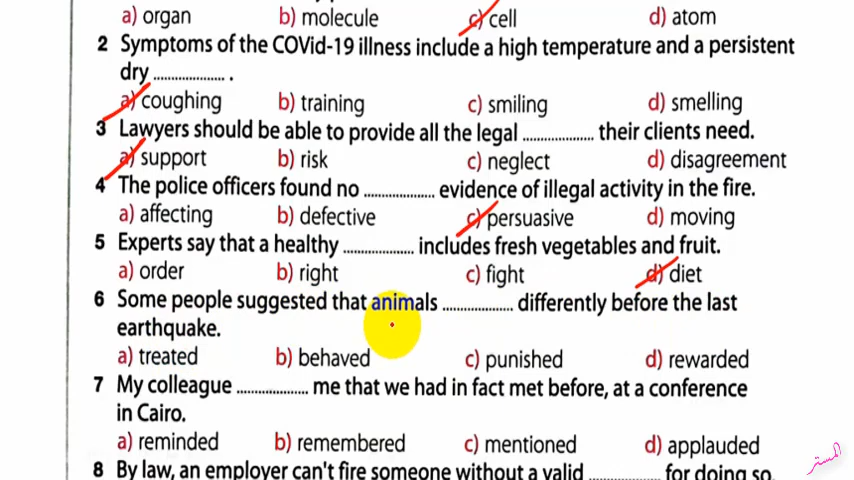 a) organ b) molecule c) cell d) atom
2 Symptoms of the COVid-19 illness include a high temperature and a persistent
dry .................... .
a) coughing b) training c) smiling d) smelling
3 Lawyers should be able to provide all the legal .................... their clients need.
a) support b) risk c) neglect d) disagreement
4 The police officers found no .................... evidence of illegal activity in the fire.
a) affecting b) defective c) persuasive d) moving
5 Experts say that a healthy .................... includes fresh vegetables and fruit.
a) order b) right c) fight d) diet
6 Some people suggested that animals .................... differently before the last
earthquake.
a) treated b) behaved c) punished d) rewarded
7 My colleague .................... me that we had in fact met before, at a conference
in Cairo.
a) reminded b) remembered c) mentioned d) applauded
8 By law, an employer can't fire someone without a valid .................... for doing so.
المستر